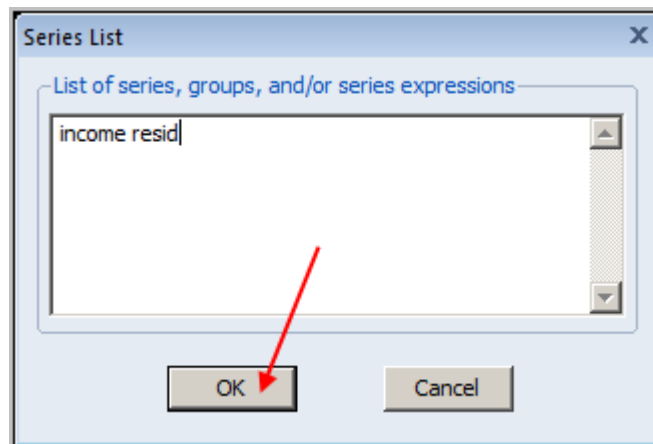 Series List
List of series, groups, and/or series expressions
income resid
OK
Cancel